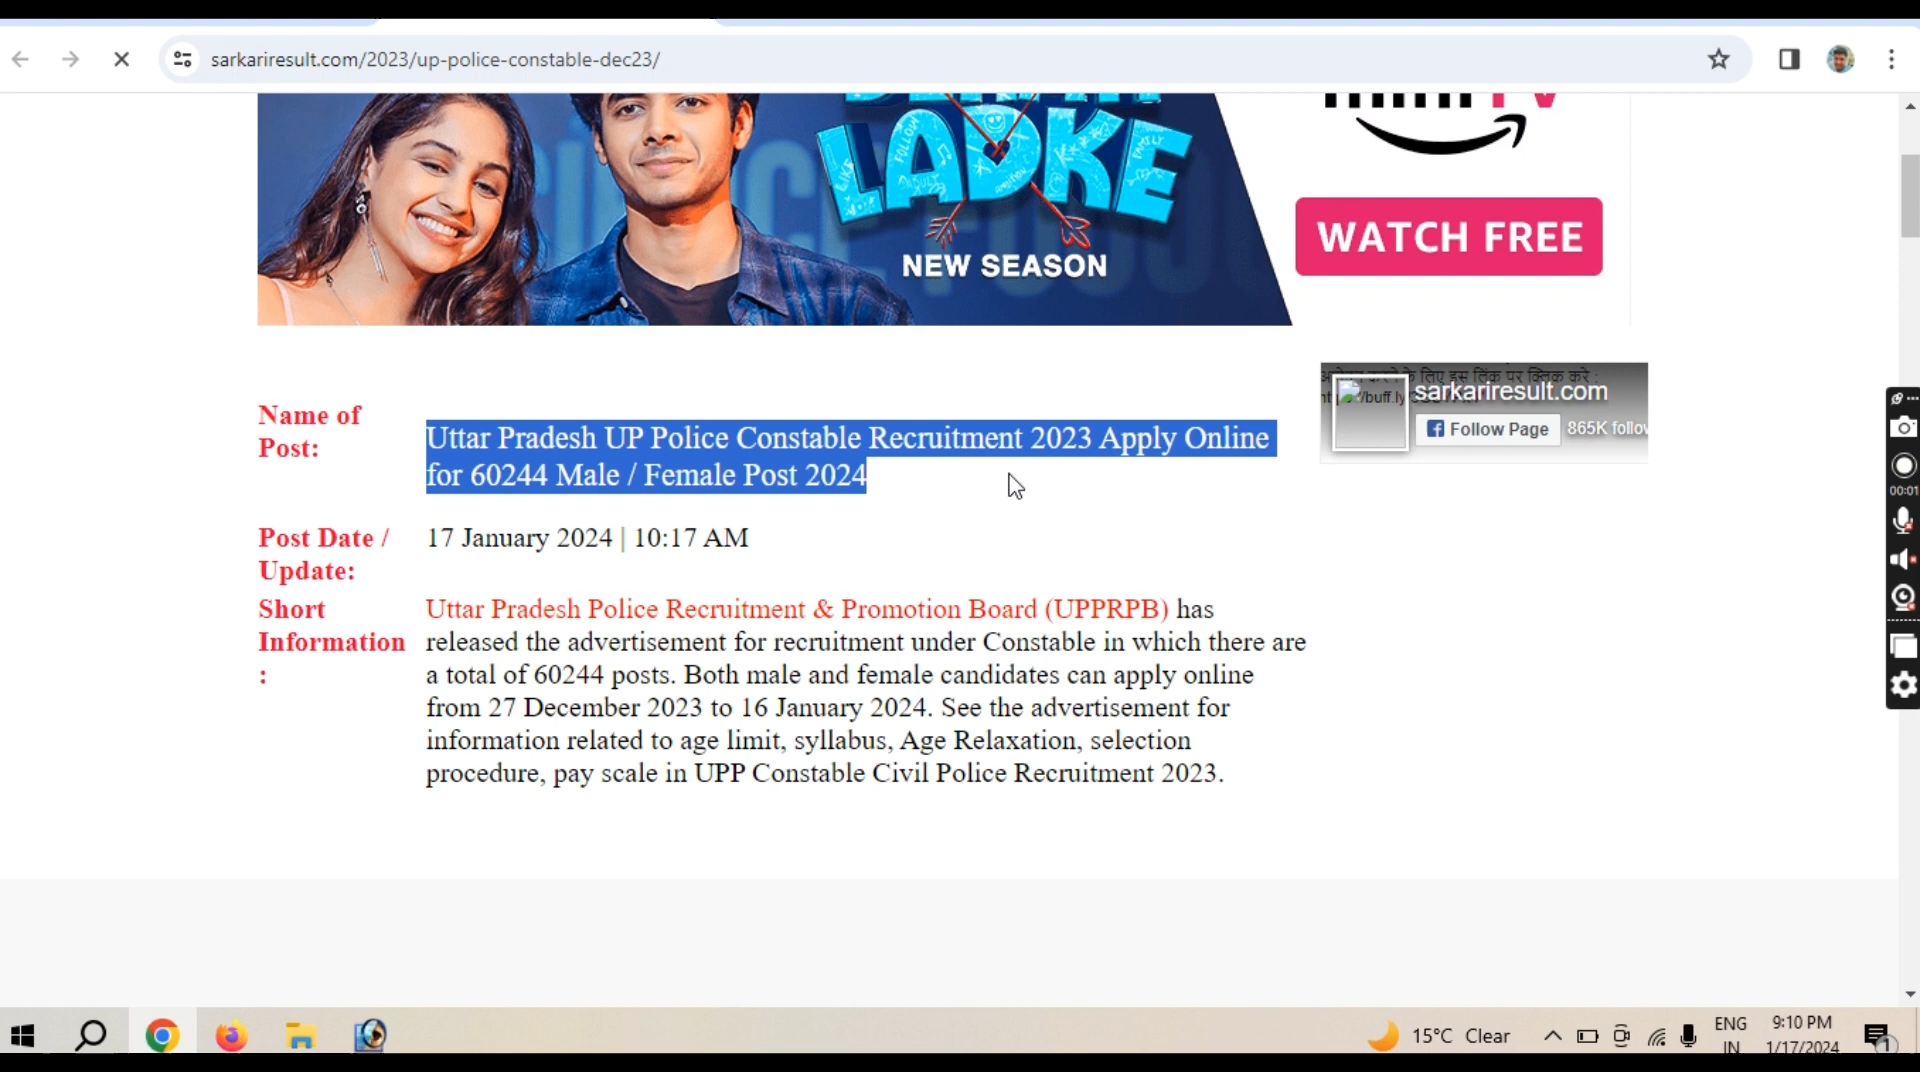 sarkariresult.com/2023/up-police-constable-dec23/
LADKE
NEW SEASON
WATCH FREE
Name of
Post:
Uttar Pradesh UP Police Constable Recruitment 2023 Apply Online
for 60244 Male / Female Post 2024
sarkariresult.com
Follow Page
865K
Post Date /
Update:
17 January 2024 | 10:17 AM
Short
Information
:
Uttar Pradesh Police Recruitment & Promotion Board (UPPRPB) has
released the advertisement for recruitment under Constable in which there are
a total of 60244 posts. Both male and female candidates can apply online
from 27 December 2023 to 16 January 2024. See the advertisement for
information related to age limit, syllabus, Age Relaxation, selection
procedure, pay scale in UPP Constable Civil Police Recruitment 2023.
00:01
15°C Clear
ENG
IN
9:10 PM
1/17/2024
1